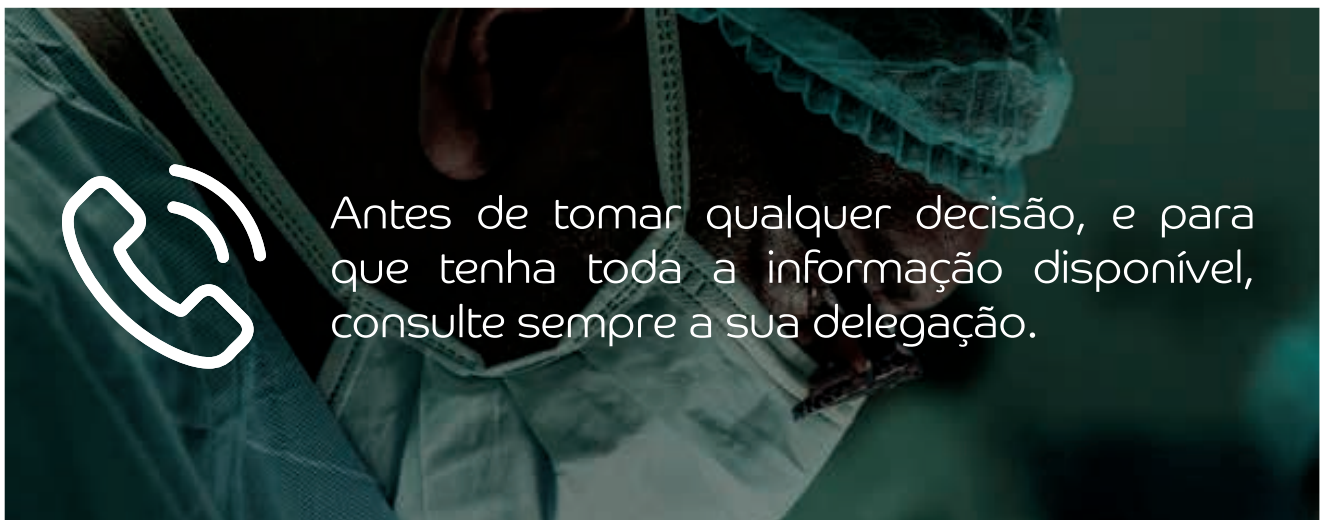 Antes de tomar qualquer decisão, e para
que tenha toda a informação disponível,
consulte sempre a sua delegação.